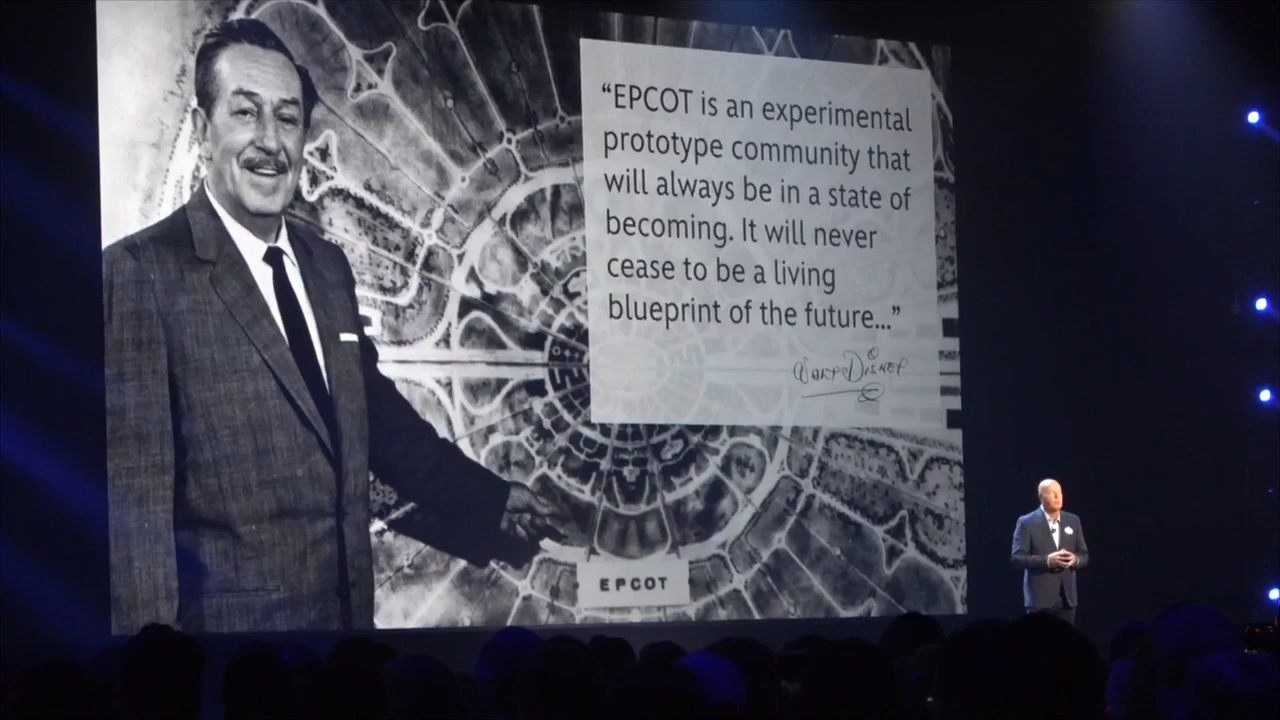 “EPCOT is an experimental
prototype community that
will always be in a state of
becoming. It will never
cease to be a living
blueprint of the future...”
Walt Disney
EPCOT